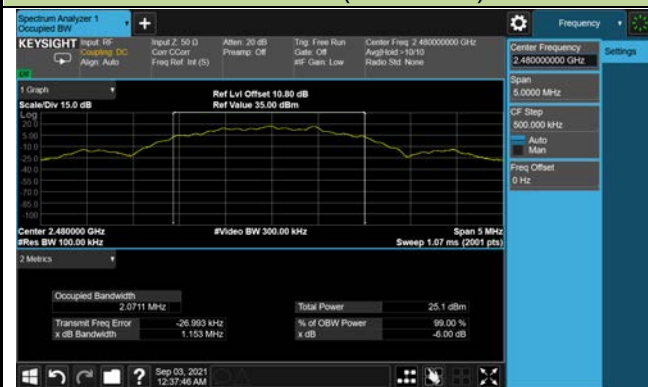 Spectrum Analyzer 1
Occupied BW
Frequency
KEYSIGHT
Input: RF
Coupling: DC
Align: Auto
Input Z: 50 Ω
Corr CCorr
Freq Ref: Int (S)
Atten: 20 dB
Preamp: Off
Trig: Free Run
Gate: Off
#IF Gain: Low
Center Freq: 2.480000000 GHz
Avg|Hold:>10/10
Radio Std: None
1 Graph
Scale/Div 15.0 dB
Ref Lvl Offset 10.80 dB
Ref Value 35.00 dBm
Log
20.0
5.00
-10.0
-25.0
-40.0
-55.0
-70.0
-85.0
-100
Center 2.480000 GHz
#Res BW 100.00 kHz
#Video BW 300.00 kHz
Span 5 MHz
Sweep 1.07 ms (2001 pts)
2 Metrics
Occupied Bandwidth
2.0711 MHz
Total Power 25.1 dBm
Transmit Freq Error -26.993 kHz
% of OBW Power 99.00 %
x dB Bandwidth 1.153 MHz
x dB -6.00 dB
Sep 03, 2021
12:37:46 AM
Center Frequency
2.480000000 GHz
Settings
Span
5.0000 MHz
CF Step
500.000 kHz
Auto
Man
Freq Offset
0 Hz